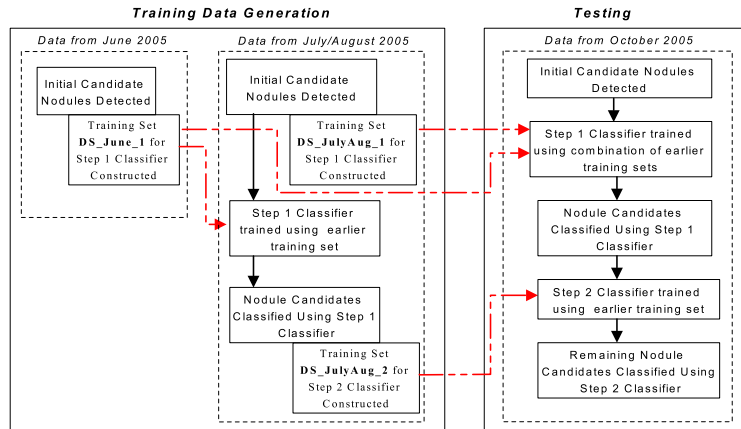 Training Data Generation
Testing
Data from June 2005
Data from July/August 2005
Data from October 2005
Initial Candidate
Nodules Detected
Training Set
DS_June_1 for
Step 1 Classifier
Constructed
Initial Candidate
Nodules Detected
Training Set
DS_JulyAug_1 for
Step 1 Classifier
Constructed
Step 1 Classifier
trained using earlier
training set
Nodule Candidates
Classified Using Step 1
Classifier
Training Set
DS_JulyAug_2 for
Step 2 Classifier
Constructed
Initial Candidate Nodules
Detected
Step 1 Classifier trained
using combination of earlier
training sets
Nodule Candidates
Classified Using Step 1
Classifier
Step 2 Classifier trained
using earlier training set
Remaining Nodule
Candidates Classified Using
Step 2 Classifier